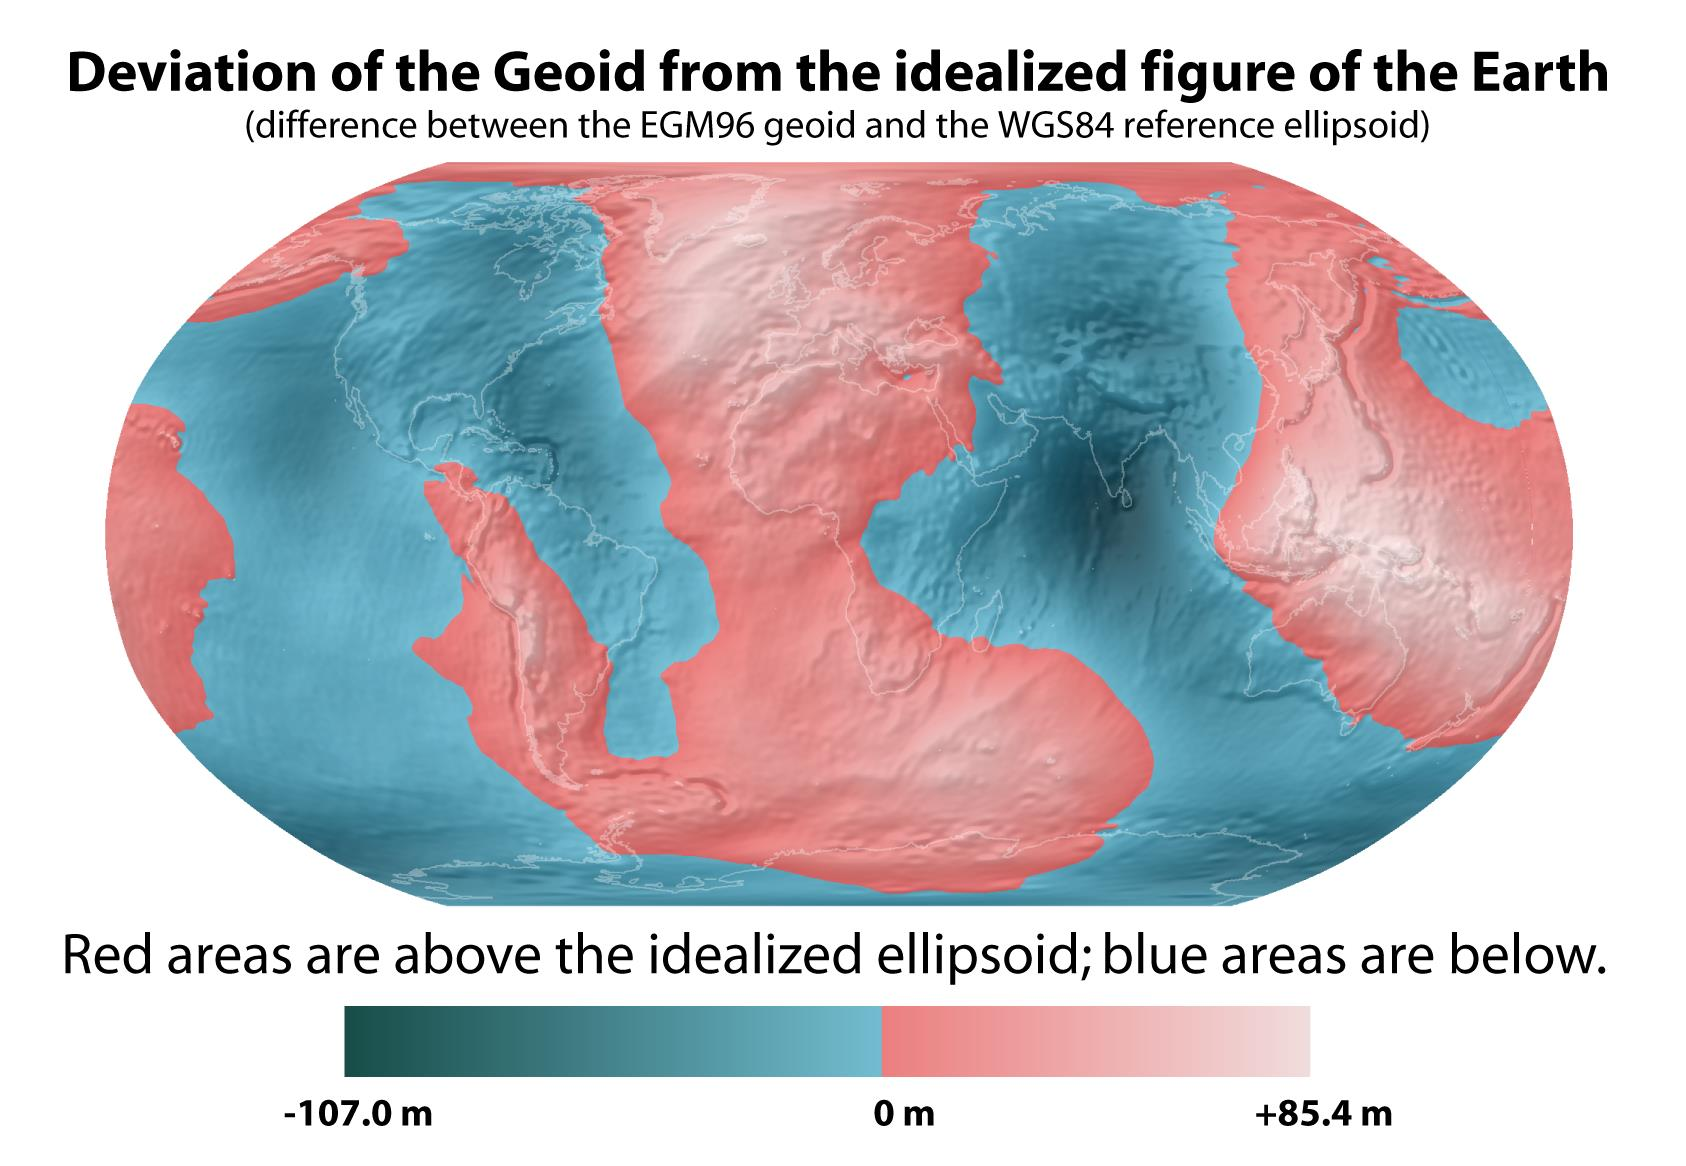 Deviation of the Geoid from the idealized figure of the Earth
(difference between the EGM96 geoid and the WGS84 reference ellipsoid)
Red areas are above the idealized ellipsoid; blue areas are below.
-107.0 m
0 m
+85.4 m